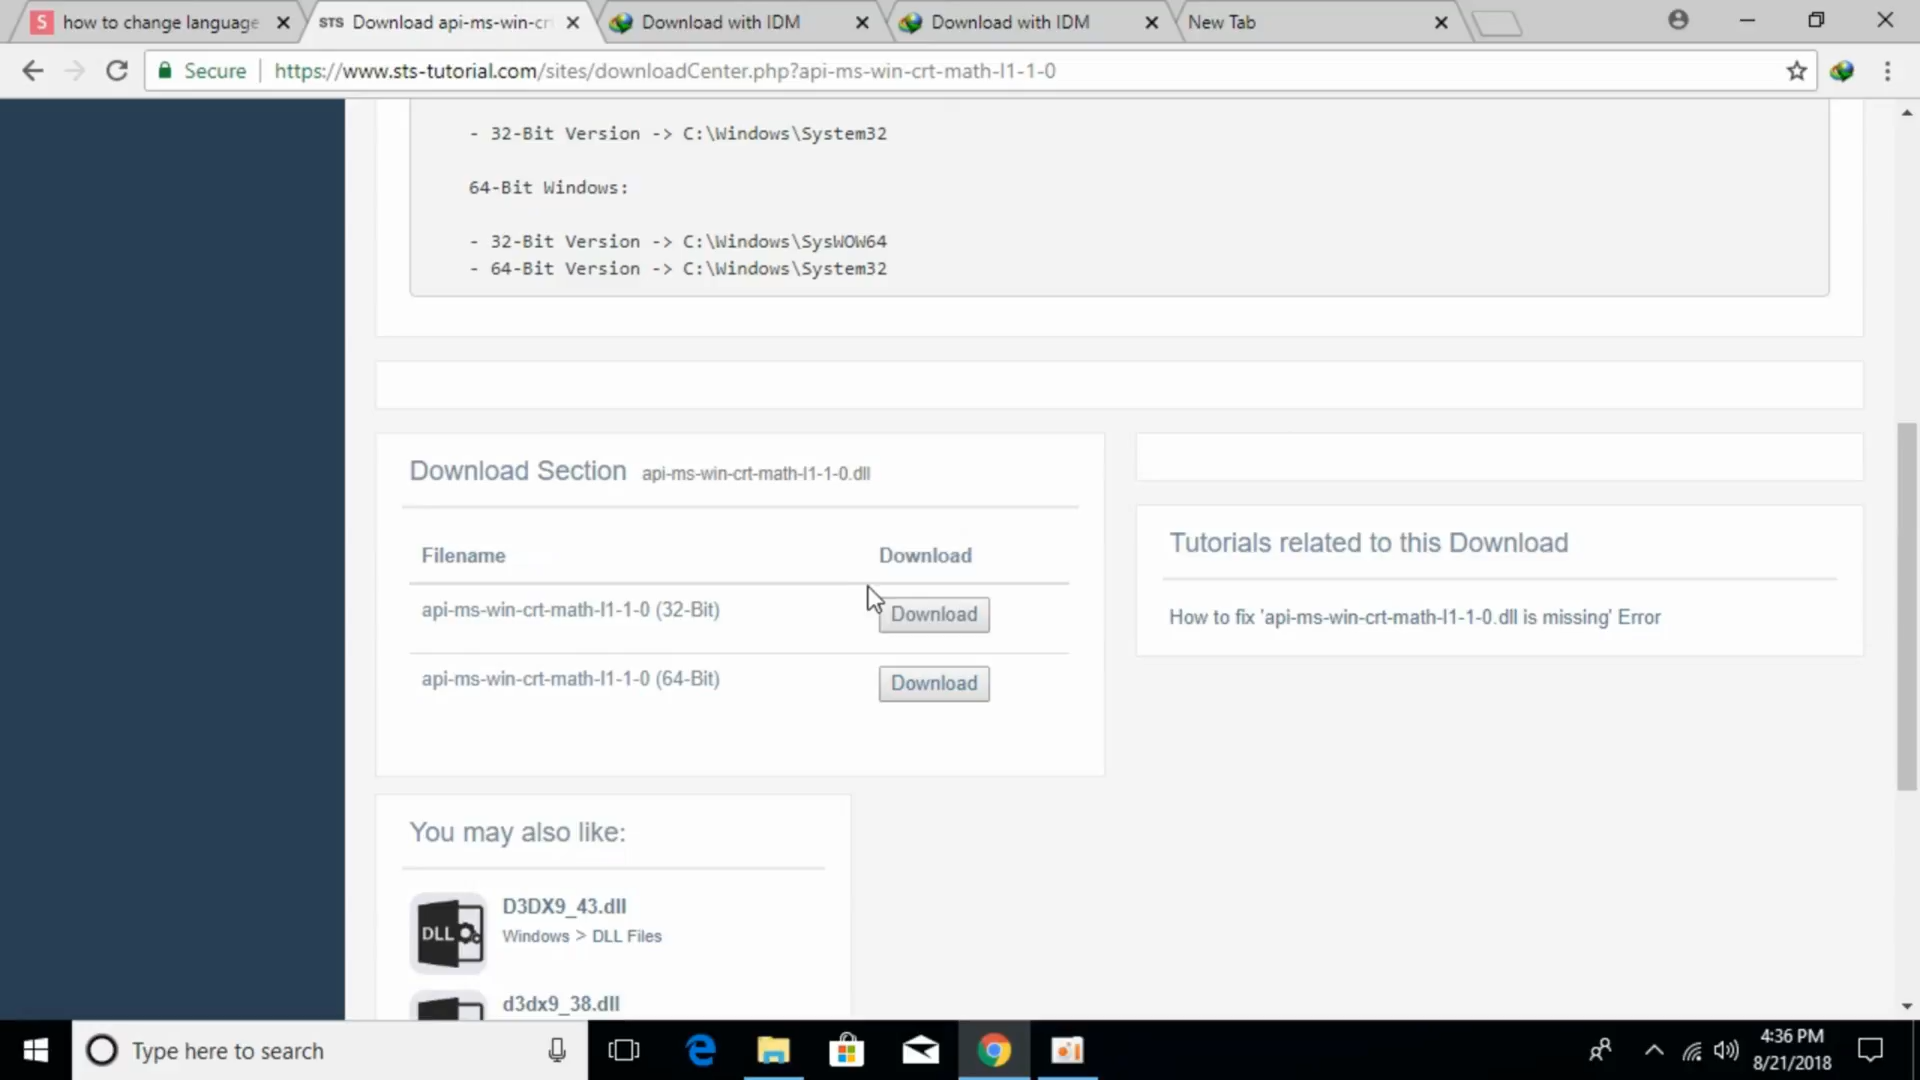 S how to change language
STS Download api-ms-win-cr
Download with IDM
Download with IDM
New Tab
Secure https://www.sts-tutorial.com/sites/downloadCenter.php?api-ms-win-crt-math-l1-1-0
- 32-Bit Version -> C:\Windows\System32
64-Bit Windows:
- 32-Bit Version -> C:\Windows\SysWOW64
- 64-Bit Version -> C:\Windows\System32
Download Section api-ms-win-crt-math-l1-1-0.dll
Filename Download
api-ms-win-crt-math-l1-1-0 (32-Bit) Download
api-ms-win-crt-math-l1-1-0 (64-Bit) Download
Tutorials related to this Download
How to fix 'api-ms-win-crt-math-l1-1-0.dll is missing' Error
You may also like:
DLL
D3DX9_43.dll
Windows > DLL Files
d3dx9_38.dll
Type here to search
4:36 PM
8/21/2018